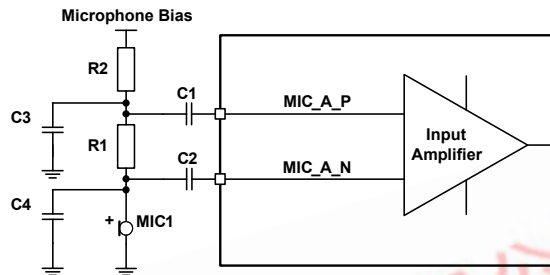 Microphone Bias
R2
C1
MIC_A_P
C3
R1
Input
Amplifier
C2
MIC_A_N
C4
+
MIC1